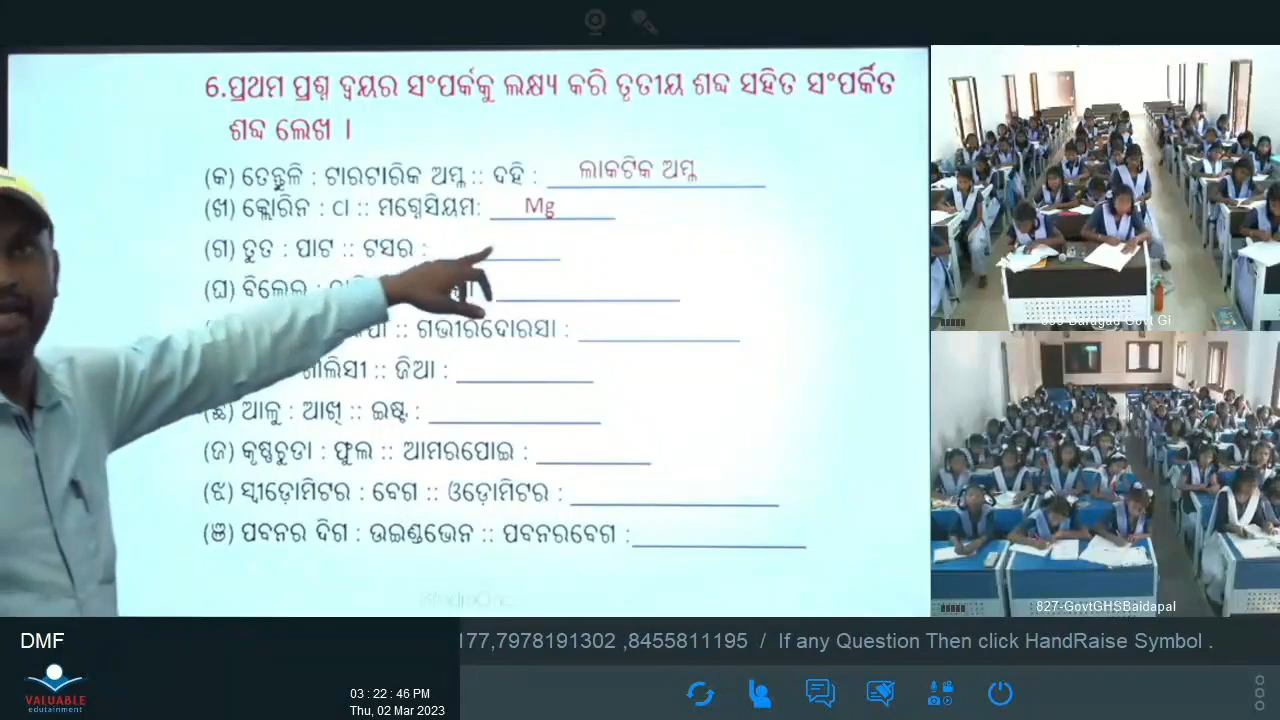 6.ପ୍ରଥମ ପ୍ରଶ୍ନ ଦ୍ୱୟର ସଂପର୍କକୁ ଲକ୍ଷ୍ୟ କରି ତୃତୀୟ ଶବ୍ଦ ସହିତ ସଂପର୍କିତ
ଶବ୍ଦ ଲେଖ ।
(କ) ତେନ୍ତୁଳି : ଟାରଟାରିକ ଅମ୍ଳ :: ଦହି : ଲାକଟିକ ଅମ୍ଳ
(ଖ) କ୍ଲୋରିନ : Cl :: ମଗ୍ନେସିୟମ: Mg
(ଗ) ତୁତ : ପାଟ :: ଟସର :
(ଘ) ବିଲେଇ :
:: ଗଭୀରଦୋରସା :
:: ଜିଆ :
(ଛ) ଆଳୁ : ଆଖି :: ଇଷ୍ଟ :
(ଜ) କୃଷ୍ଣଚୁଡା : ଫୁଲ :: ଆମରପୋଇ :
(ଝ) ସ୍ପୀଡ଼ୋମିଟର : ବେଗ :: ଓଡ଼ୋମିଟର :
(ଞ) ପବନର ଦିଗ : ଉଇଣ୍ଡଭେନ :: ପବନରବେଗ :
827-GovtGHSBaidapal
DMF
177,7978191302 ,8455811195 / If any Question Then click HandRaise Symbol .
VALUABLE
edutainment
03 : 22 : 46 PM
Thu, 02 Mar 2023